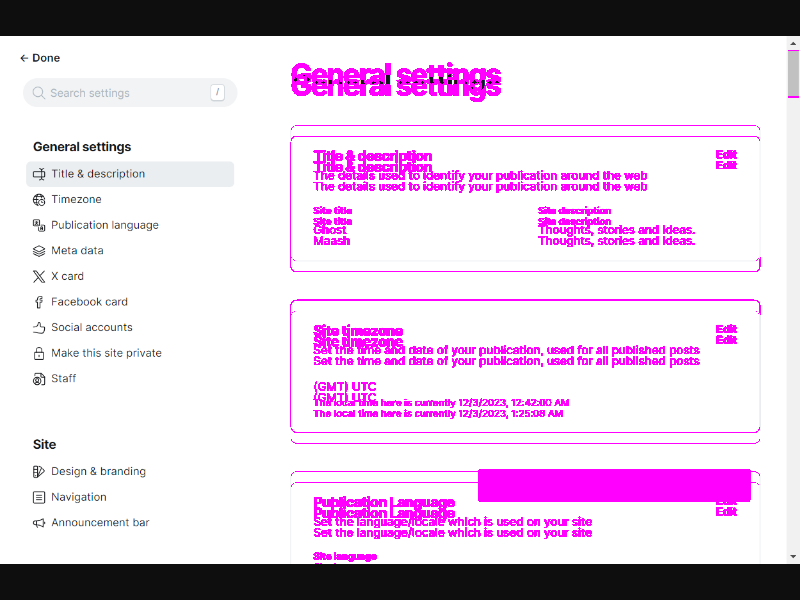 ← Done
Search settings /
General settings
Title & description
Timezone
Publication language
Meta data
X card
Facebook card
Social accounts
Make this site private
Staff
Site
Design & branding
Navigation
Announcement bar
General settings
General settings
Title & description Edit
Title & description Edit
The details used to identify your publication around the web
The details used to identify your publication around the web
Site title Site description
Site title Site description
Ghost Thoughts, stories and ideas.
Maash Thoughts, stories and ideas.
Site timezone Edit
Site timezone Edit
Set the time and date of your publication, used for all published posts
Set the time and date of your publication, used for all published posts
(GMT) UTC
(GMT) UTC
The local time here is currently 12/3/2023, 12:42:00 AM
The local time here is currently 12/3/2023, 1:25:08 AM
Publication Language
Publication Language Edit
Set the language/locale which is used on your site
Set the language/locale which is used on your site
Site language